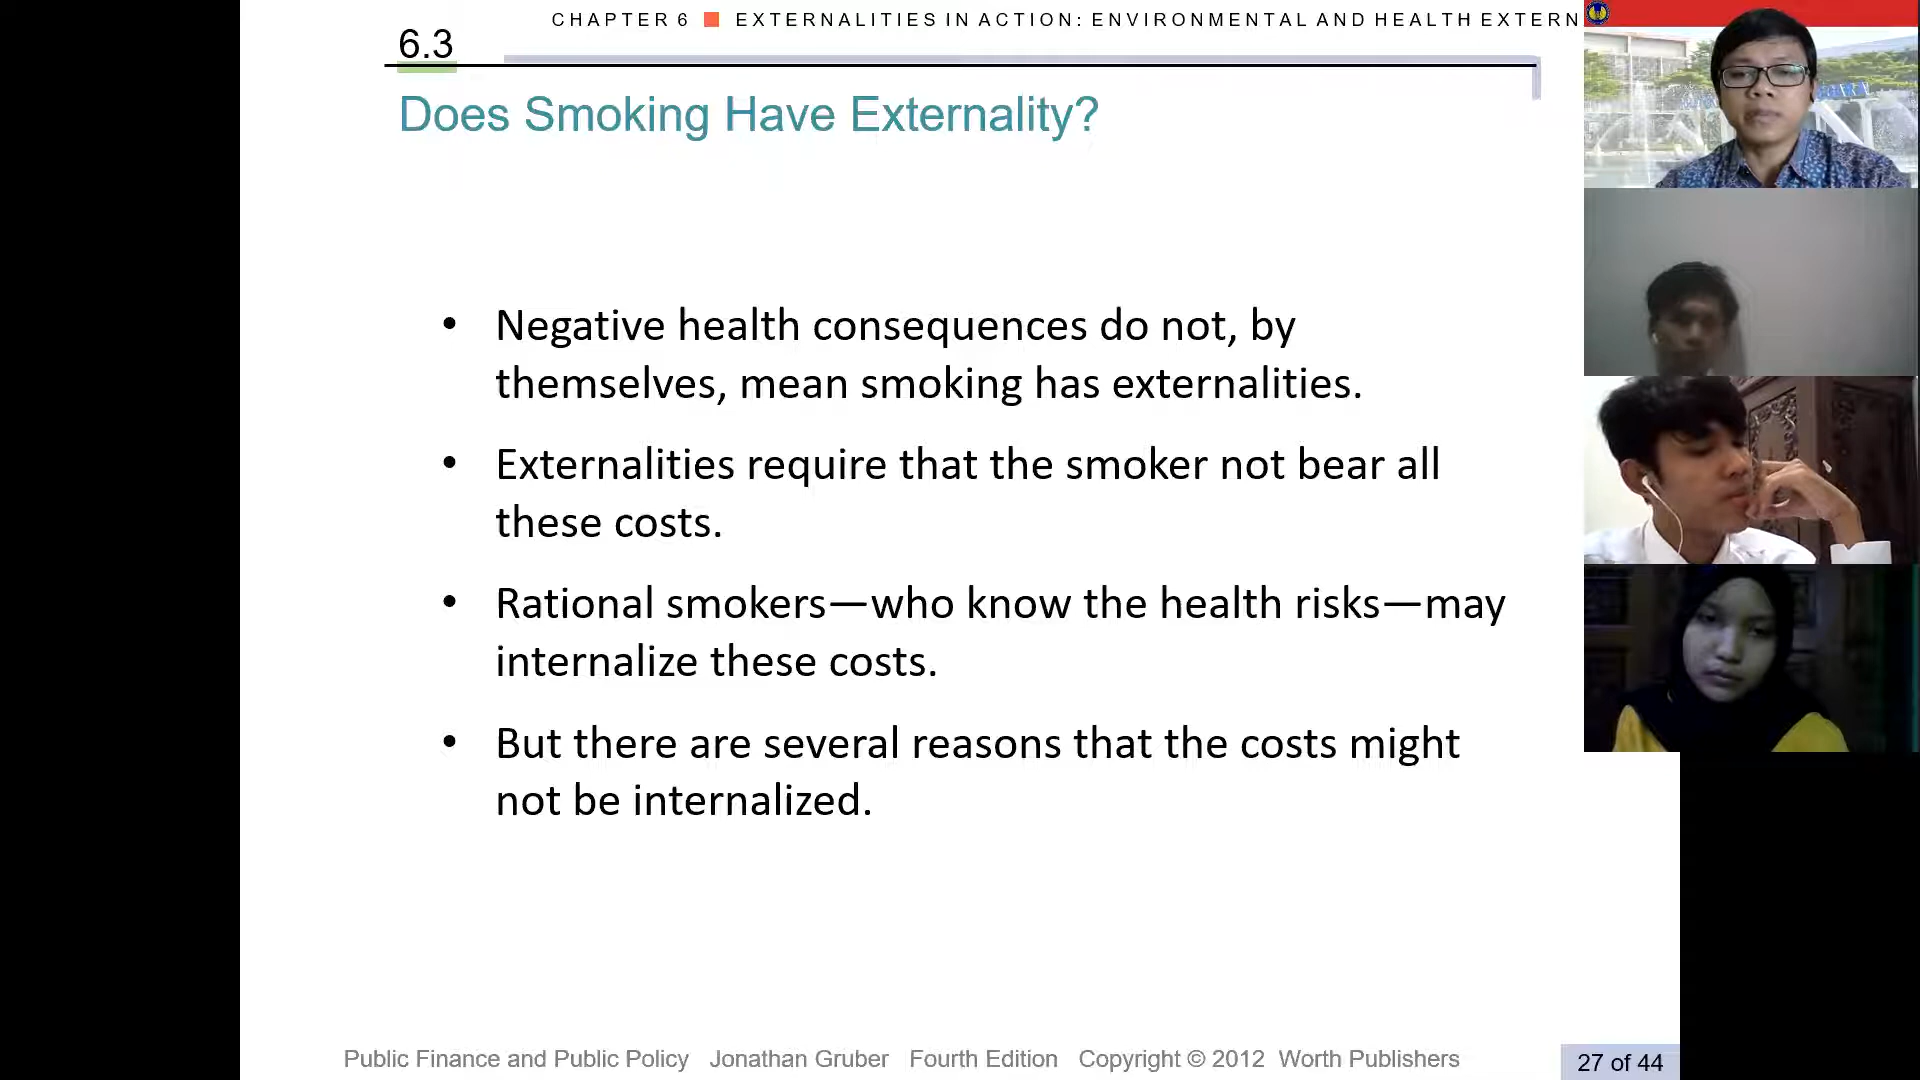 CHAPTER 6 ■ EXTERNALITIES IN ACTION: ENVIRONMENTAL AND HEALTH EXTERN
6.3
Does Smoking Have Externality?
• Negative health consequences do not, by
themselves, mean smoking has externalities.
• Externalities require that the smoker not bear all
these costs.
• Rational smokers—who know the health risks—may
internalize these costs.
• But there are several reasons that the costs might
not be internalized.
Public Finance and Public Policy Jonathan Gruber Fourth Edition Copyright © 2012 Worth Publishers
27 of 44